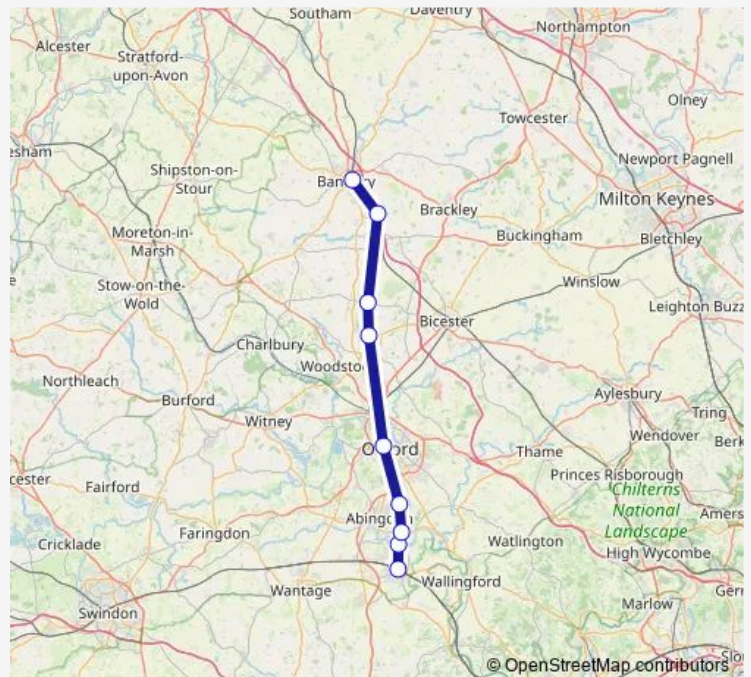 Southam
Daventry
Northampton
Alcester
Stratford-
upon-Avon
Olney
Towcester
esham
Newport Pagnell
Shipston-on-
Stour
Ban
y
Milton Keynes
Brackley
Moreton-in-
Marsh
Buckingham
Bletchley
e
Stow-on-the-
Wold
Winslow
Leighton Buzz
Bicester
Charlbury
Woodsto
Northleach
Burford
Aylesbury
Tring
Witney
O
ord
Wendover
Berk
Thame
cester
Fairford
Princes Risborough
Chilterns
National
Landscape
Amers
Abing
n
Faringdon
Cricklade
Watlington
High Wycombe
Wantage
Wallingford
Gerr
Swindon
Marlow
Slo
© OpenStreetMap contributors